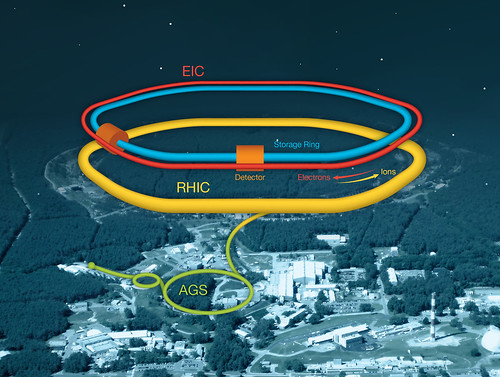 EIC
Storage Ring
Detector
Electrons
Ions
RHIC
AGS